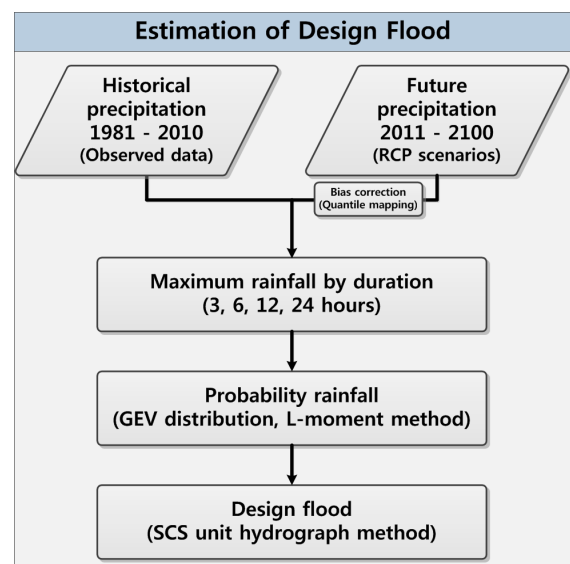 Estimation of Design Flood
Historical
precipitation
1981 - 2010
(Observed data)
Future
precipitation
2011 - 2100
(RCP scenarios)
Bias correction
(Quantile mapping)
Maximum rainfall by duration
(3, 6, 12, 24 hours)
Probability rainfall
(GEV distribution, L-moment method)
Design flood
(SCS unit hydrograph method)